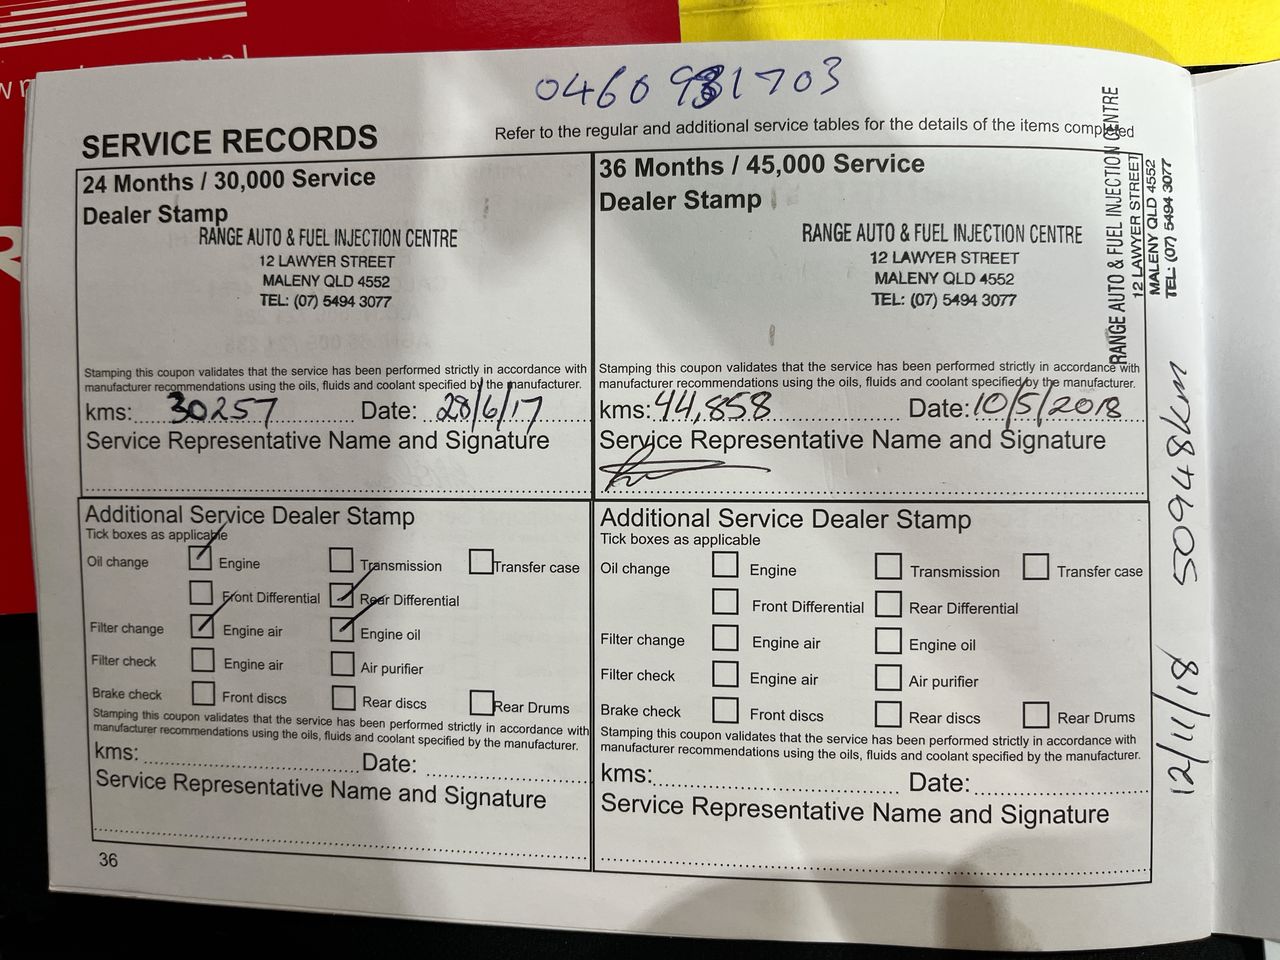 0460 931703
SERVICE RECORDS
Refer to the regular and additional service tables for the details of the items completed
24 Months / 30,000 Service
Dealer Stamp
RANGE AUTO & FUEL INJECTION CENTRE
12 LAWYER STREET
MALENY QLD 4552
TEL: (07) 5494 3077
Stamping this coupon validates that the service has been performed strictly in accordance with
manufacturer recommendations using the oils, fluids and coolant specified by the manufacturer.
kms: 30257 Date: 28/6/17
Service Representative Name and Signature
36 Months / 45,000 Service
Dealer Stamp
RANGE AUTO & FUEL INJECTION CENTRE
12 LAWYER STREET
MALENY QLD 4552
TEL: (07) 5494 3077
Stamping this coupon validates that the service has been performed strictly in accordance with
manufacturer recommendations using the oils, fluids and coolant specified by the manufacturer.
kms: 44,858 Date: 10/5/2018
Service Representative Name and Signature
Additional Service Dealer Stamp
Tick boxes as applicable
Oil change Engine Transmission Transfer case
Front Differential Rear Differential
Filter change Engine air Engine oil
Filter check Engine air Air purifier
Brake check Front discs Rear discs Rear Drums
Stamping this coupon validates that the service has been performed strictly in accordance with
manufacturer recommendations using the oils, fluids and coolant specified by the manufacturer.
kms: Date:
Service Representative Name and Signature
36
Additional Service Dealer Stamp
Tick boxes as applicable
Oil change Engine Transmission Transfer case
Front Differential Rear Differential
Filter change Engine air Engine oil
Filter check Engine air Air purifier
Brake check Front discs Rear discs Rear Drums
Stamping this coupon validates that the service has been performed strictly in accordance with
manufacturer recommendations using the oils, fluids and coolant specified by the manufacturer.
kms: Date:
Service Representative Name and Signature
RANGE AUTO & FUEL INJECTION CENTRE
12 LAWYER STREET
MALENY QLD 4552
TEL: (07) 5494 3077
12/11/18 50948km